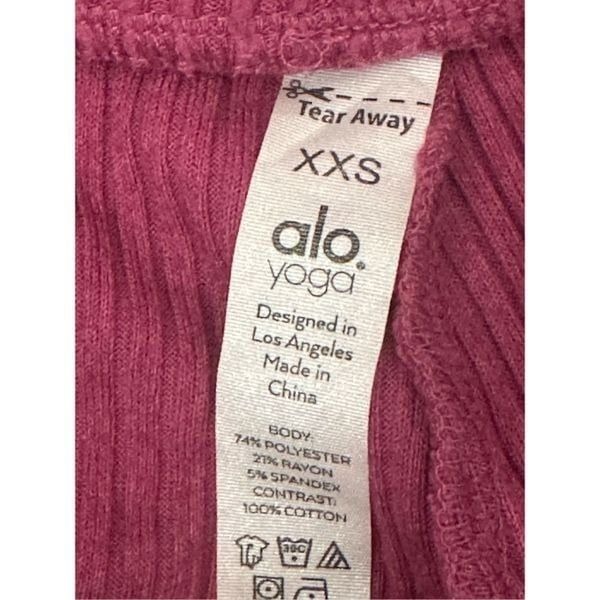 Tear Away
XXS
alo.
yoga
Designed in
Los Angeles
Made in
China
BODY:
74% POLYESTER
21% RAYON
5% SPANDEX
CONTRAST:
100% COTTON
30C